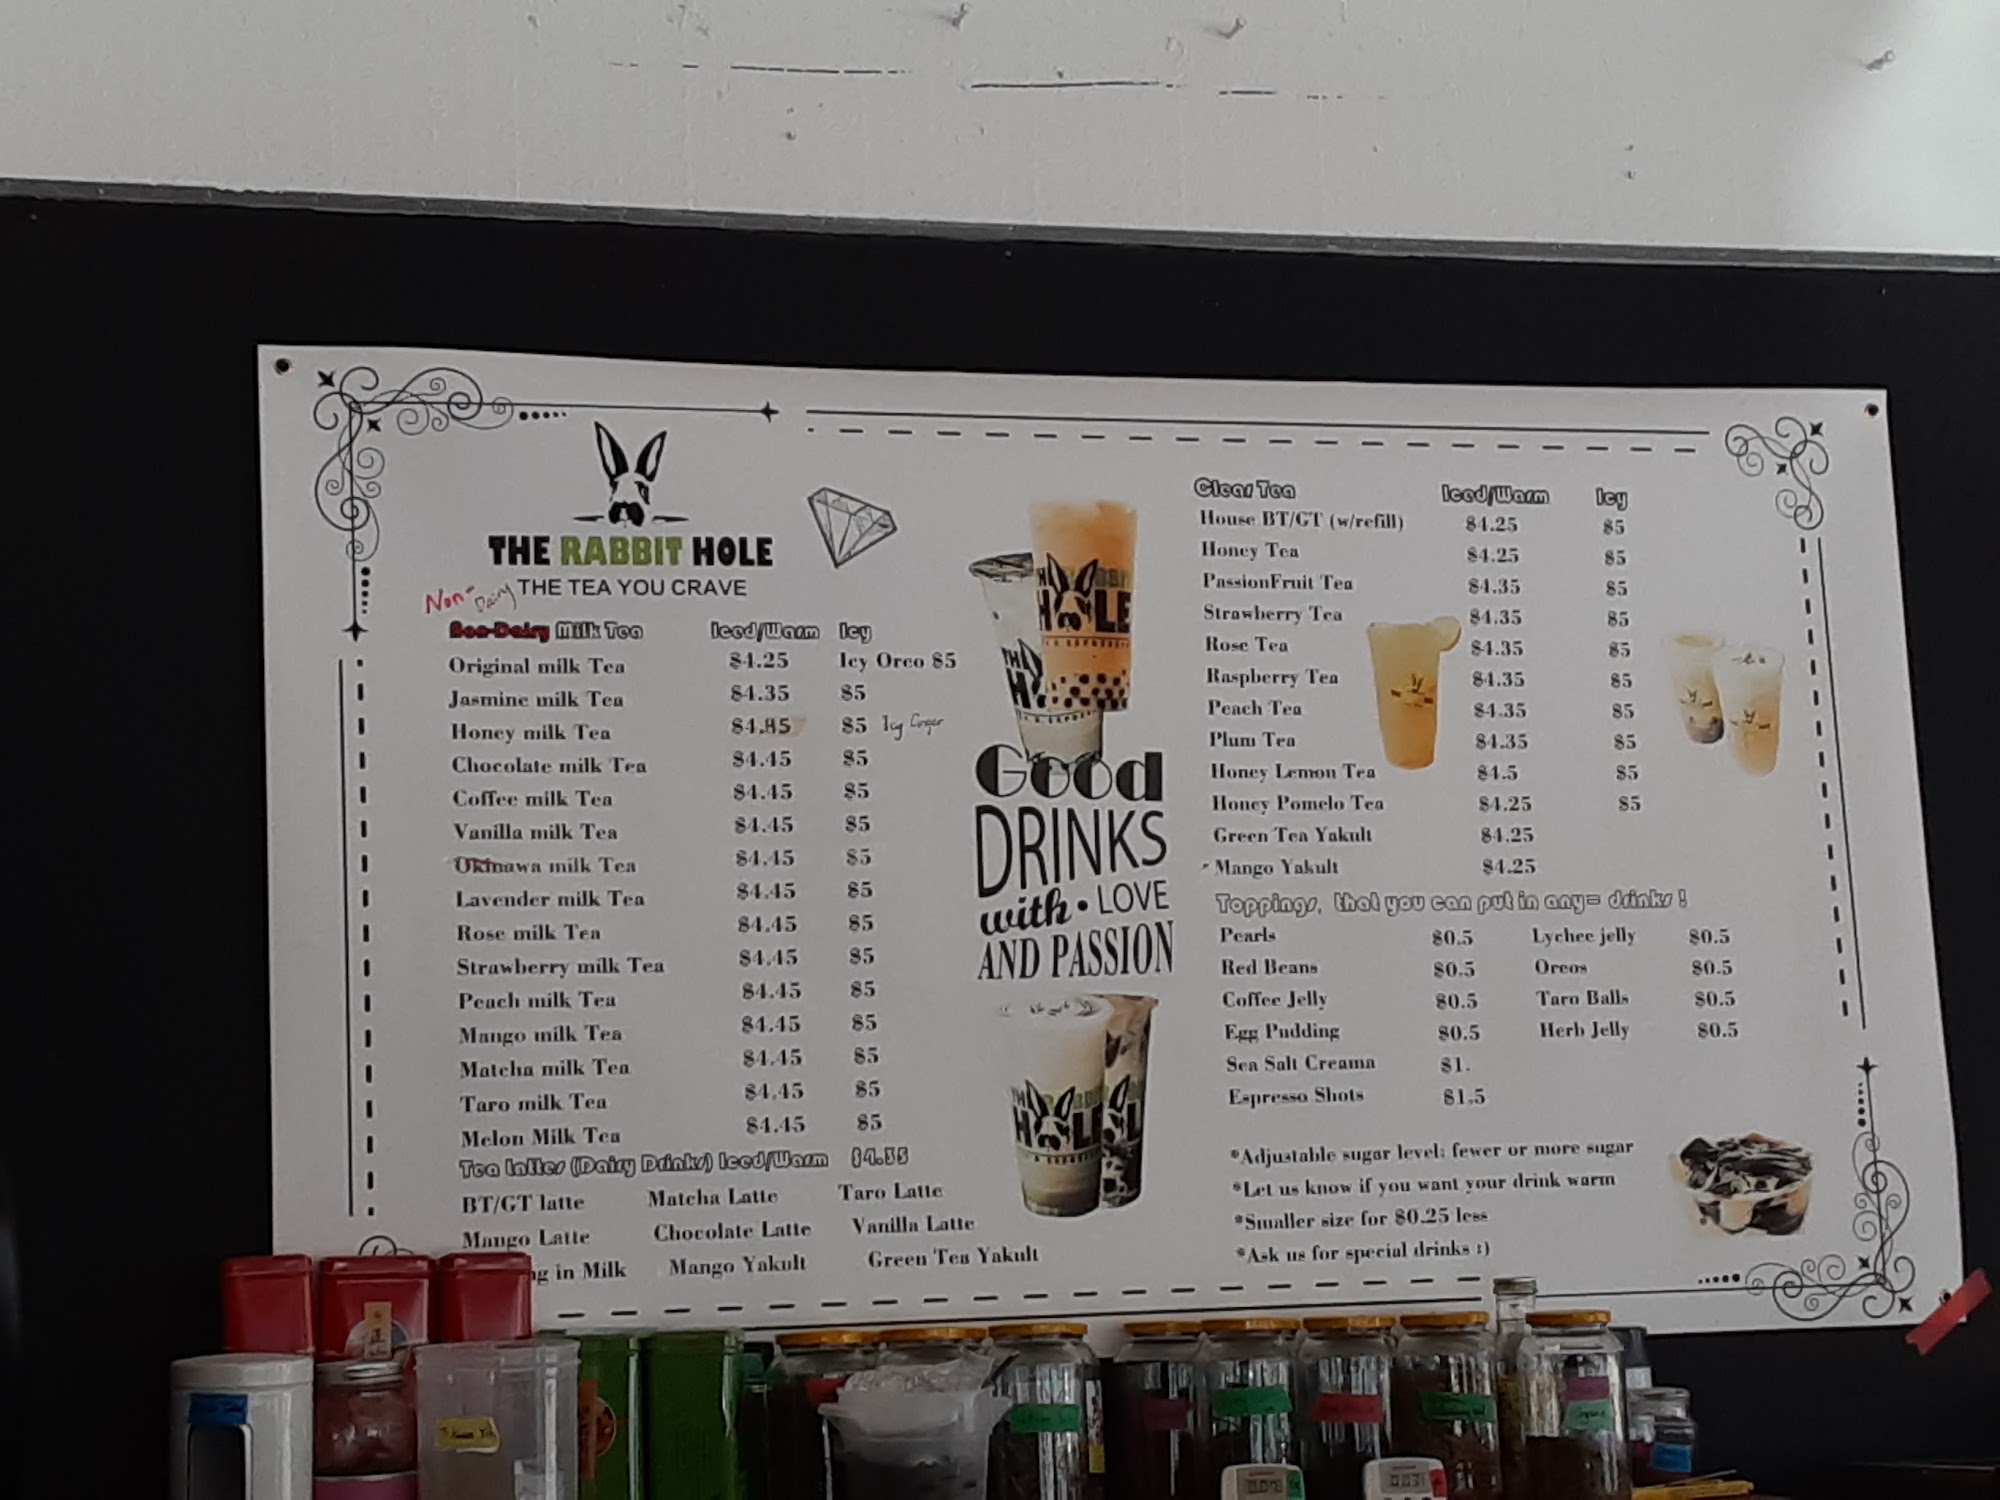 THE RABBIT HOLE
THE TEA YOU CRAVE
Non-Dairy
Non-Dairy Milk Tea Iced/Warm Icy
Original milk Tea $4.25 Icy Oreo $5
Jasmine milk Tea $4.35 $5
Honey milk Tea $4.85 $5 Icy
Chocolate milk Tea $4.45 $5
Coffee milk Tea $4.45 $5
Vanilla milk Tea $4.45 $5
Okinawa milk Tea $4.45 $5
Lavender milk Tea $4.45 $5
Rose milk Tea $4.45 $5
Strawberry milk Tea $4.45 $5
Peach milk Tea $4.45 $5
Mango milk Tea $4.45 $5
Matcha milk Tea $4.45 $5
Taro milk Tea $4.45 $5
Melon Milk Tea $4.45 $5
Tea lattes (Dairy Drinks) Iced/Warm $4.35
BT/GT latte Matcha Latte Taro Latte
Mango Latte Chocolate Latte Vanilla Latte
in Milk Mango Yakult Green Tea Yakult
Good
DRINKS
with • LOVE
AND PASSION
Clear Tea Iced/Warm Icy
House BT/GT (w/refill) $4.25 $5
Honey Tea $4.25 $5
PassionFruit Tea $4.35 $5
Strawberry Tea $4.35 $5
Rose Tea $4.35 $5
Raspberry Tea $4.35 $5
Peach Tea $4.35 $5
Plum Tea $4.35 $5
Honey Lemon Tea $4.5 $5
Honey Pomelo Tea $4.25 $5
Green Tea Yakult $4.25
Mango Yakult $4.25
Toppings, that you can put in any= drinks !
Pearls $0.5 Lychee jelly $0.5
Red Beans $0.5 Oreos $0.5
Coffee Jelly $0.5 Taro Balls $0.5
Egg Pudding $0.5 Herb Jelly $0.5
Sea Salt Creama $1.
Espresso Shots $1.5
*Adjustable sugar level: fewer or more sugar
*Let us know if you want your drink warm
*Smaller size for $0.25 less
*Ask us for special drinks :)